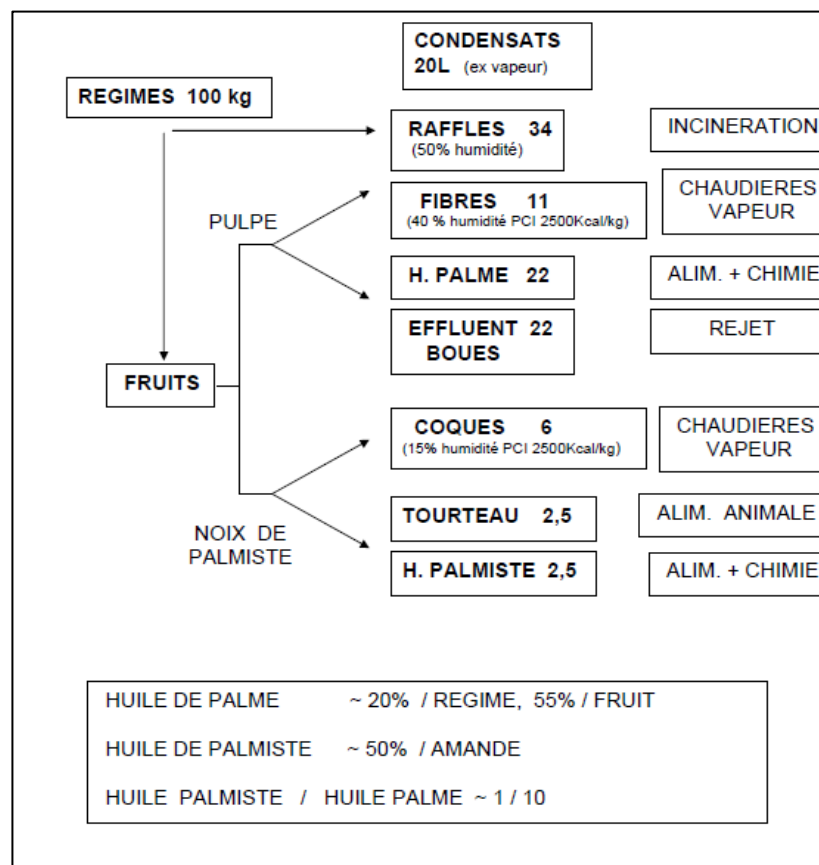 CONDENSATS
20L (ex vapeur)
REGIMES 100 kg
RAFFLES 34
(50% humidité)
INCINERATION
FIBRES 11
(40 % humidité PCI 2500Kcal/kg)
CHAUDIERES
VAPEUR
PULPE
H. PALME 22
ALIM. + CHIMIE
EFFLUENT 22
BOUES
REJET
FRUITS
COQUES 6
(15% humidité PCI 2500Kcal/kg)
CHAUDIERES
VAPEUR
NOIX DE
PALMISTE
TOURTEAU 2,5
ALIM. ANIMALE
H. PALMISTE 2,5
ALIM. + CHIMIE
HUILE DE PALME ~ 20% / REGIME, 55% / FRUIT
HUILE DE PALMISTE ~ 50% / AMANDE
HUILE PALMISTE / HUILE PALME ~ 1 / 10